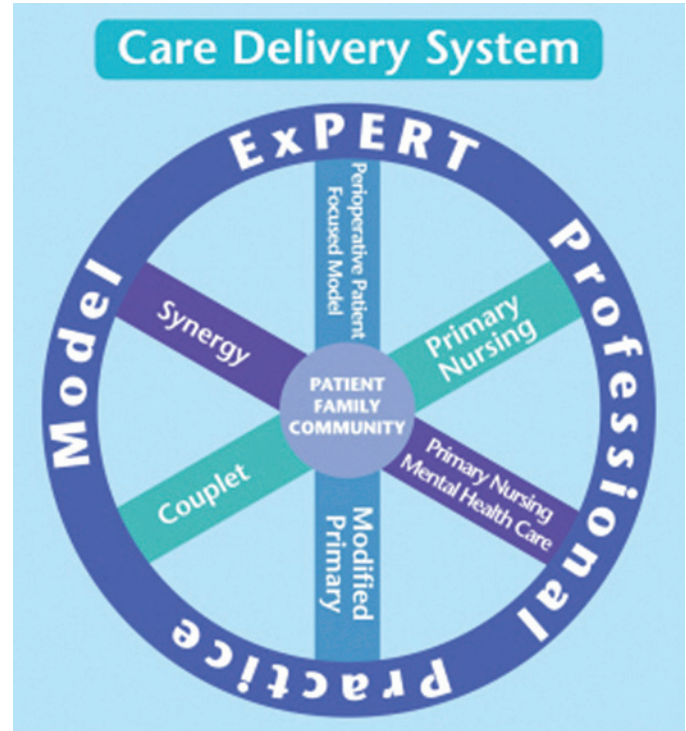 Care Delivery System
ExPERT Professional Practice Model
Perioperative Patient
Focused Model
Primary
Nursing
Primary Nursing
Mental Health Care
Modified
Primary
Couplet
Synergy
PATIENT
FAMILY
COMMUNITY